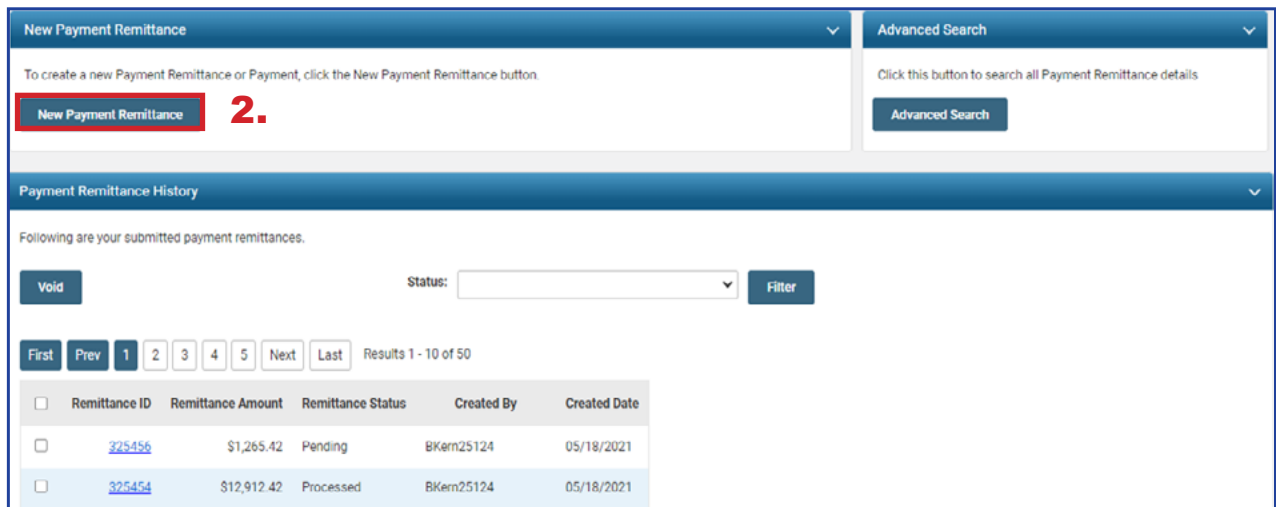 New Payment Remittance
To create a new Payment Remittance or Payment, click the New Payment Remittance button.
New Payment Remittance
2.
Advanced Search
Click this button to search all Payment Remittance details
Advanced Search
Payment Remittance History
Following are your submitted payment remittances.
Void Status: Filter
First Prev 1 2 3 4 5 Next Last Results 1 - 10 of 50
Remittance ID Remittance Amount Remittance Status Created By Created Date
325456 $1,265.42 Pending BKern25124 05/18/2021
325454 $12,912.42 Processed BKern25124 05/18/2021